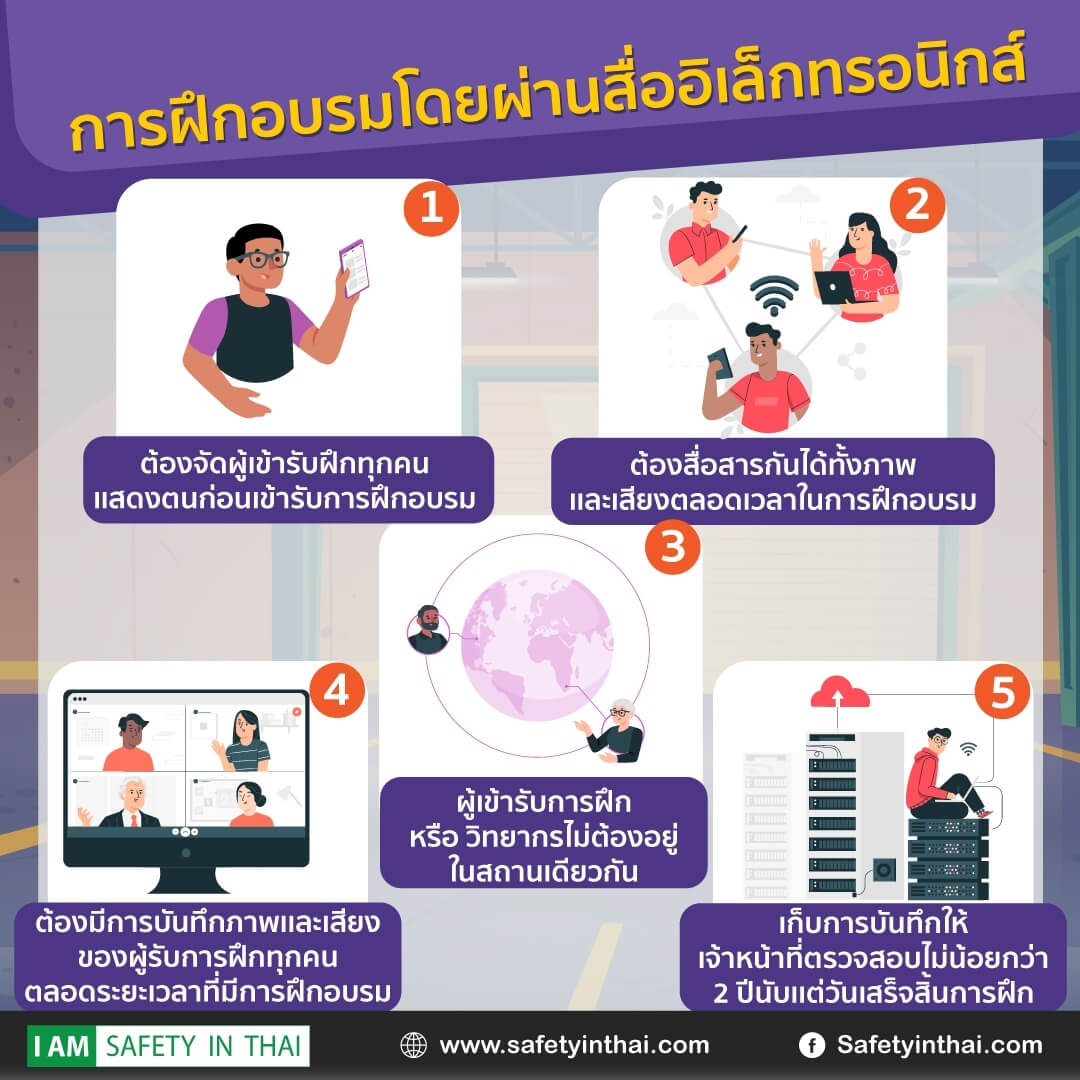 การฝึกอบรมโดยผ่านสื่ออิเล็กทรอนิกส์
1
ต้องจัดผู้เข้ารับฝึกทุกคน
แสดงตนก่อนเข้ารับการฝึกอบรม
2
ต้องสื่อสารกันได้ทั้งภาพ
และเสียงตลอดเวลาในการฝึกอบรม
3
ผู้เข้ารับการฝึก
หรือ วิทยากรไม่ต้องอยู่
ในสถานเดียวกัน
4
ต้องมีการบันทึกภาพและเสียง
ของผู้รับการฝึกทุกคน
ตลอดระยะเวลาที่มีการฝึกอบรม
5
เก็บการบันทึกให้
เจ้าหน้าที่ตรวจสอบไม่น้อยกว่า
2 ปีนับแต่วันเสร็จสิ้นการฝึก
I AM SAFETY IN THAI
www.safetyinthai.com
Safetyinthai.com